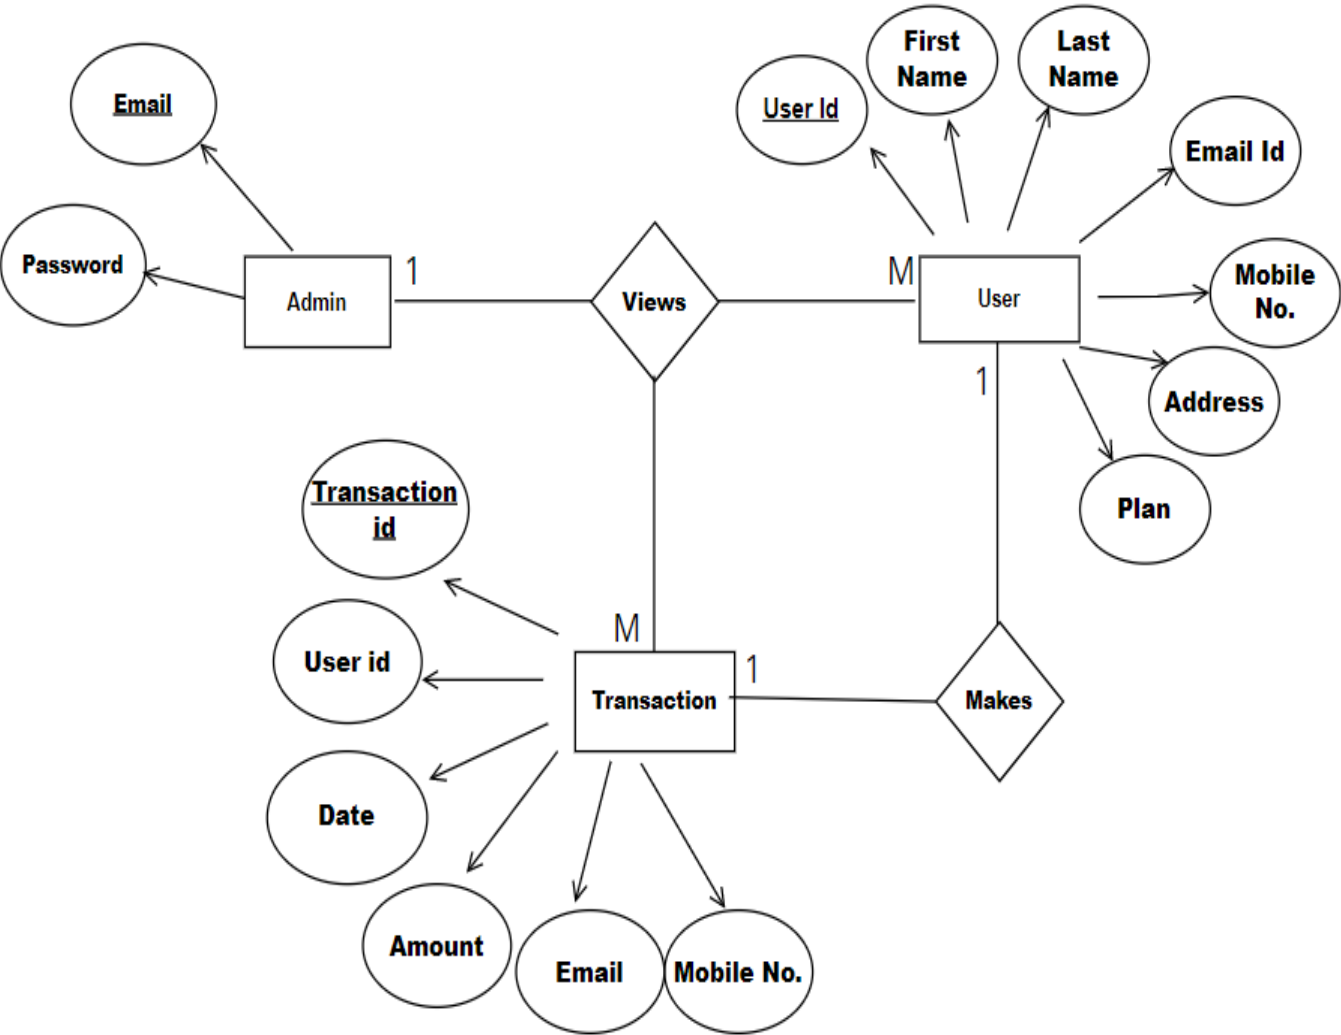 First
Name
Last
Name
Email
User Id
Email Id
Password
Admin
1
Views
M
User
Mobile
No.
1
Address
Plan
Transaction
id
User id
M
Transaction
1
Makes
Date
Amount
Email
Mobile No.